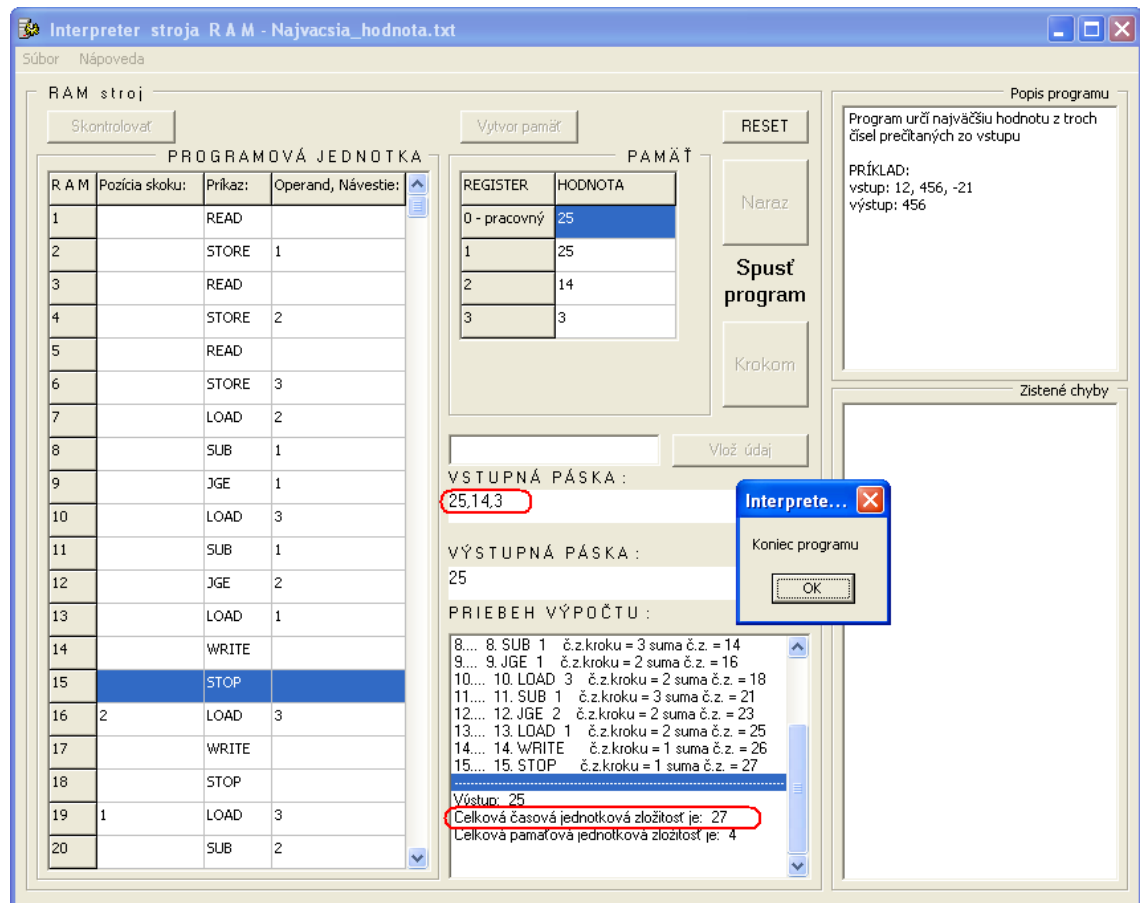 Interpreter stroja R A M - Najvacsia_hodnota.txt
Súbor Nápoveda
RAM stroj
Skontrolovať
Vytvor pamäť
RESET
PROGRAMOVÁ JEDNOTKA
R A M Pozícia skoku: Príkaz: Operand, Návestie:
1 READ
2 STORE 1
3 READ
4 STORE 2
5 READ
6 STORE 3
7 LOAD 2
8 SUB 1
9 JGE 1
10 LOAD 3
11 SUB 1
12 JGE 2
13 LOAD 1
14 WRITE
15 STOP
16 2 LOAD 3
17 WRITE
18 STOP
19 1 LOAD 3
20 SUB 2
PAMÄŤ
REGISTER HODNOTA
0 - pracovný 25
1 25
2 14
3 3
Naraz
Spusť
program
Krokom
Vlož údaj
VSTUPNÁ PÁSKA:
25,14,3
VÝSTUPNÁ PÁSKA:
25
PRIEBEH VÝPOČTU:
8.... 8. SUB 1 č.z.kroku = 3 suma č.z. = 14
9.... 9. JGE 1 č.z.kroku = 2 suma č.z. = 16
10.... 10. LOAD 3 č.z.kroku = 2 suma č.z. = 18
11.... 11. SUB 1 č.z.kroku = 3 suma č.z. = 21
12.... 12. JGE 2 č.z.kroku = 2 suma č.z. = 23
13.... 13. LOAD 1 č.z.kroku = 2 suma č.z. = 25
14.... 14. WRITE č.z.kroku = 1 suma č.z. = 26
15.... 15. STOP č.z.kroku = 1 suma č.z. = 27
Výstup: 25
Celková časová jednotková zložitosť je: 27
Celková pamaťová jednotková zložitosť je: 4
Popis programu
Program určí najväčšiu hodnotu z troch
čísel prečítaných zo vstupu
PRÍKLAD:
vstup: 12, 456, -21
výstup: 456
Zistené chyby
Interprete...
Koniec programu
OK